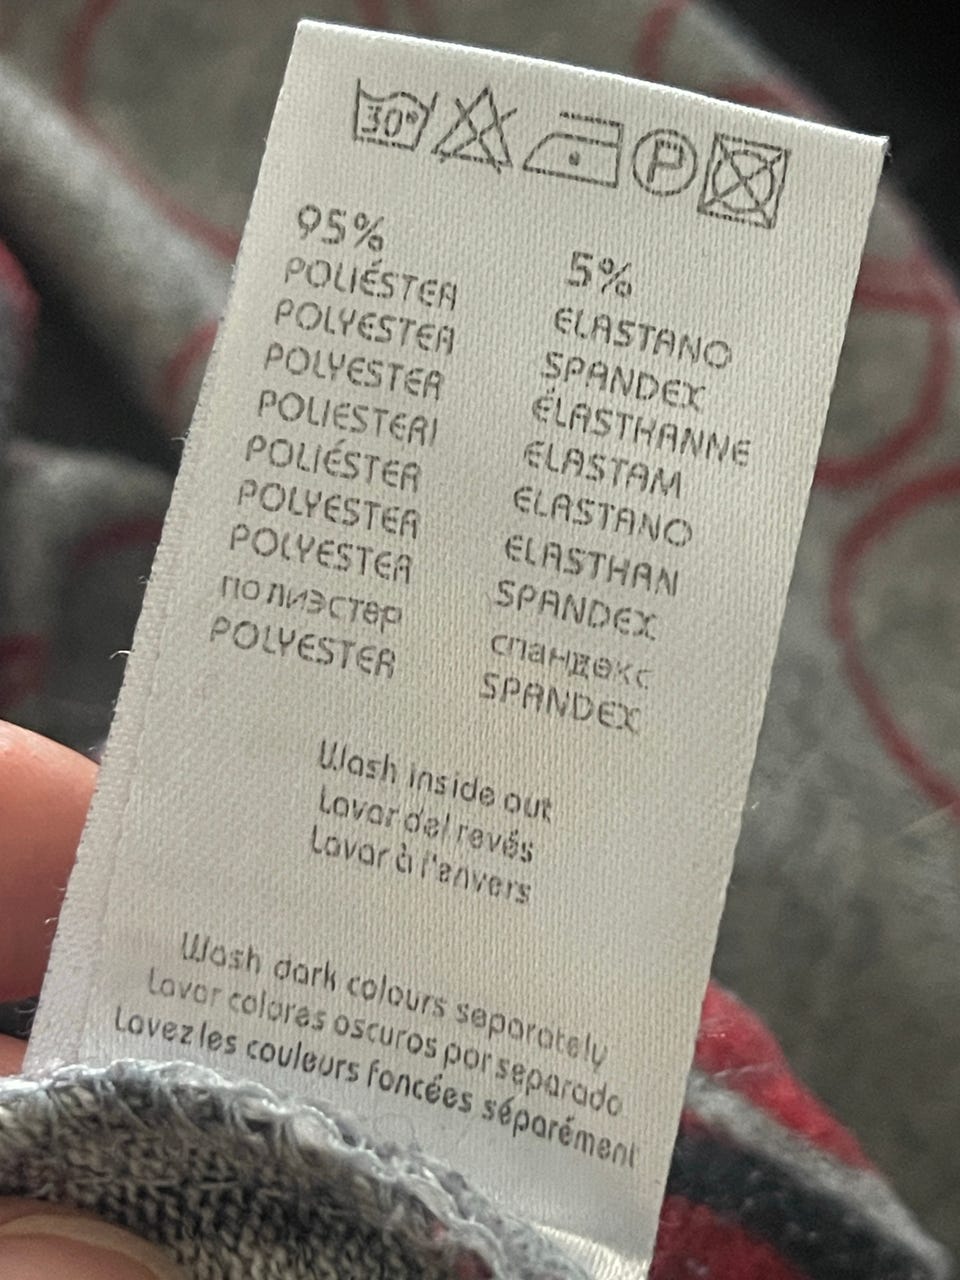 30°
P
95%
POLIÉSTER
POLYESTER
POLYESTER
POLIESTERI
POLIÉSTER
POLYESTER
POLYESTER
полиэстер
POLYESTER
5%
ELASTANO
SPANDEX
ÉLASTHANNE
ELASTAM
ELASTANO
ELASTHAN
SPANDEX
спандекс
SPANDEX
Wash inside out
Lavar del revés
Lavar à l'envers
Wash dark colours separately
Lavar colores oscuros por separado
Lavez les couleurs foncées séparément